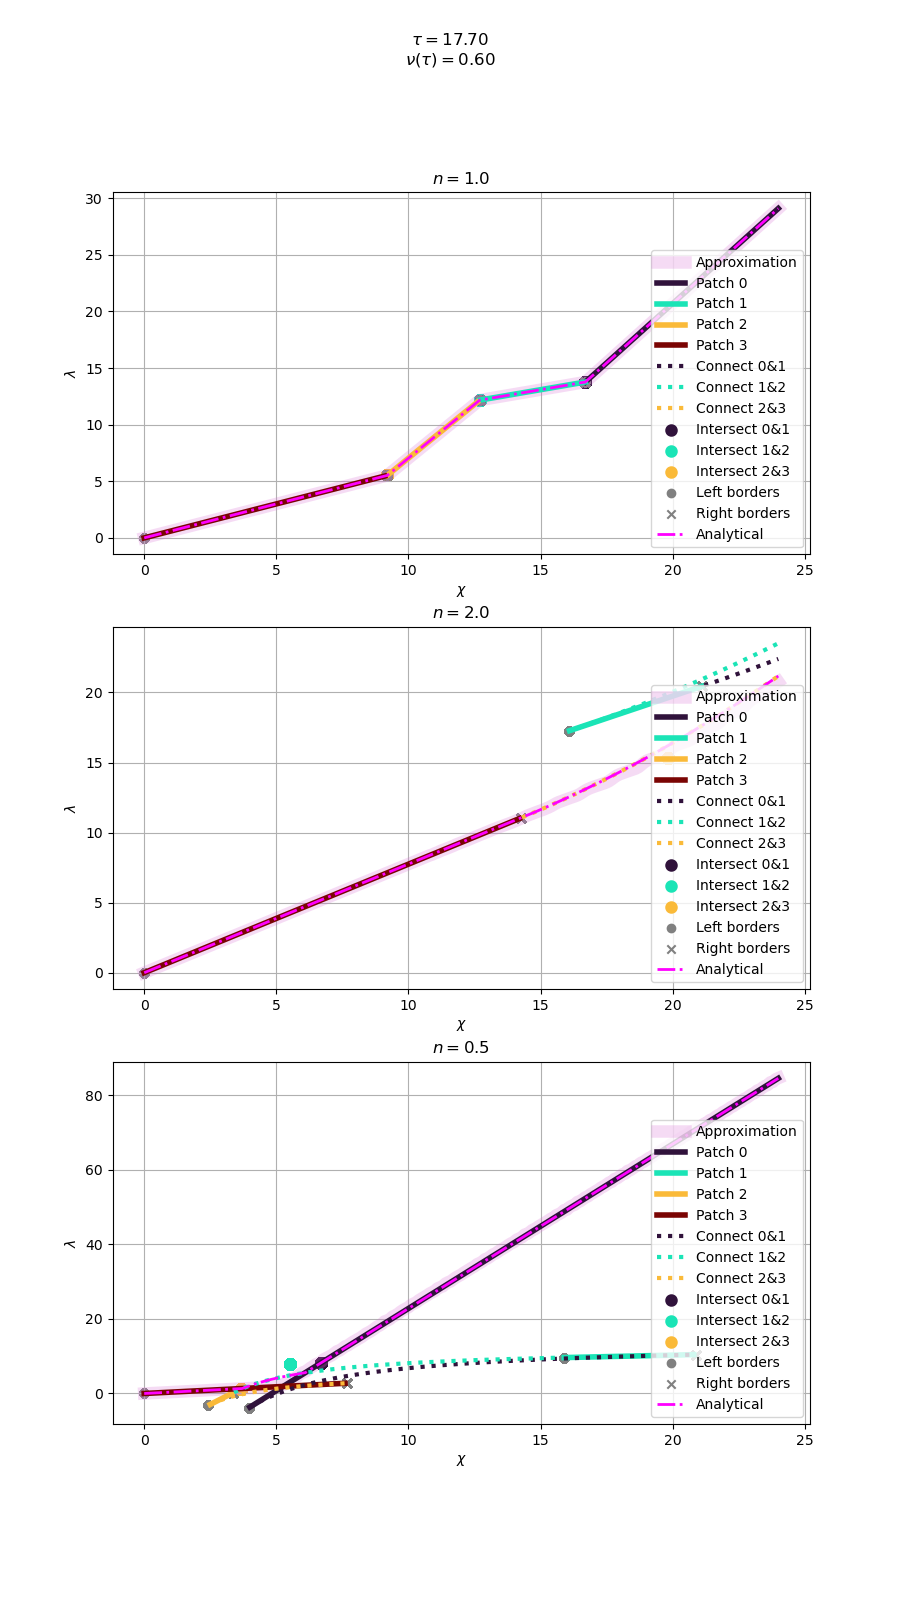 τ = 17.70
ν(τ) = 0.60
n = 1.0
30
25
20
15
10
5
0
λ
0 5 10 15 20 25
χ
Approximation
Patch 0
Patch 1
Patch 2
Patch 3
Connect 0&1
Connect 1&2
Connect 2&3
Intersect 0&1
Intersect 1&2
Intersect 2&3
Left borders
Right borders
Analytical
n = 2.0
20
15
10
5
0
λ
0 5 10 15 20 25
χ
Approximation
Patch 0
Patch 1
Patch 2
Patch 3
Connect 0&1
Connect 1&2
Connect 2&3
Intersect 0&1
Intersect 1&2
Intersect 2&3
Left borders
Right borders
Analytical
n = 0.5
80
60
40
20
0
λ
0 5 10 15 20 25
χ
Approximation
Patch 0
Patch 1
Patch 2
Patch 3
Connect 0&1
Connect 1&2
Connect 2&3
Intersect 0&1
Intersect 1&2
Intersect 2&3
Left borders
Right borders
Analytical